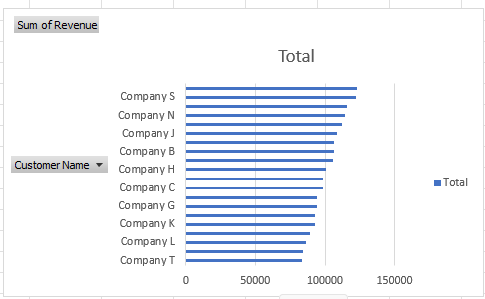 Sum of Revenue
Total
Company S
Company N
Company J
Company B
Customer Name
Company H
Company C
Total
Company G
Company K
Company L
Company T
0 50000 100000 150000